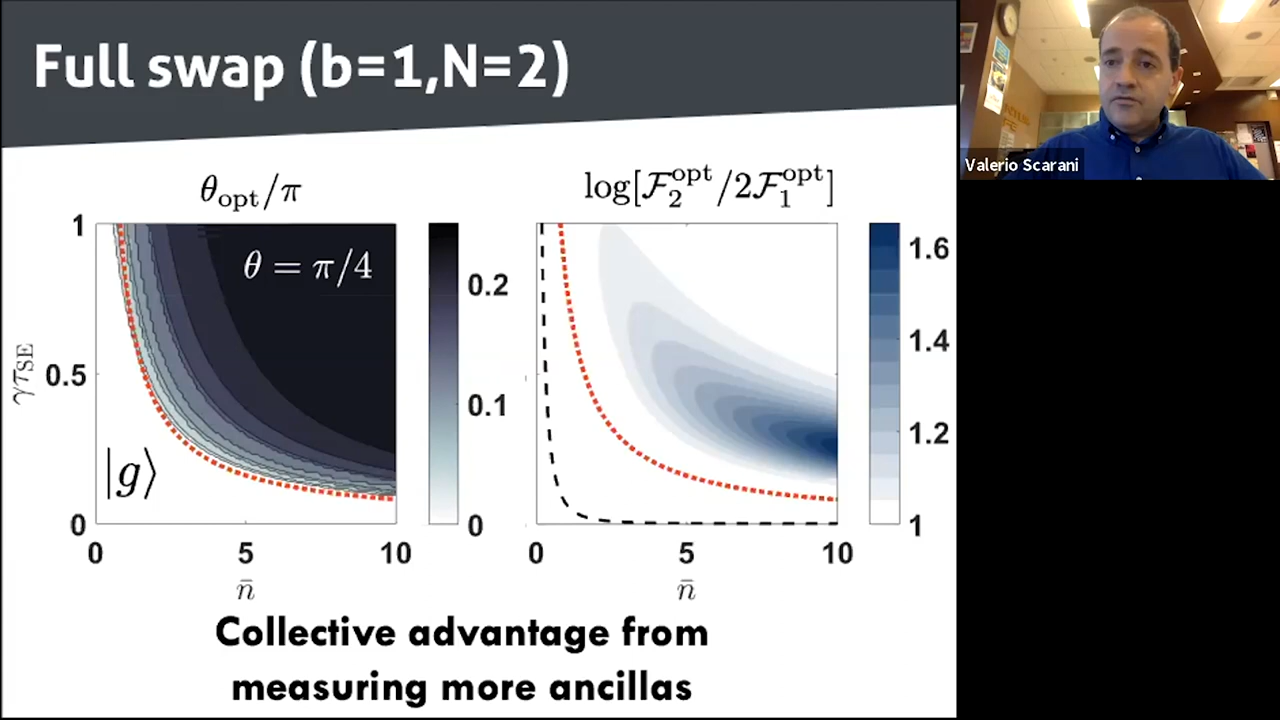 Full swap (b=1,N=2)
Valerio Scarani
θ_opt/π
log[ℱ₂^opt/2ℱ₁^opt]
θ = π/4
|g⟩
γτ_SE
1
0.5
0
0
5
10
n̄
0.2
0.1
0
0
5
10
n̄
1.6
1.4
1.2
1
Collective advantage from
measuring more ancillas